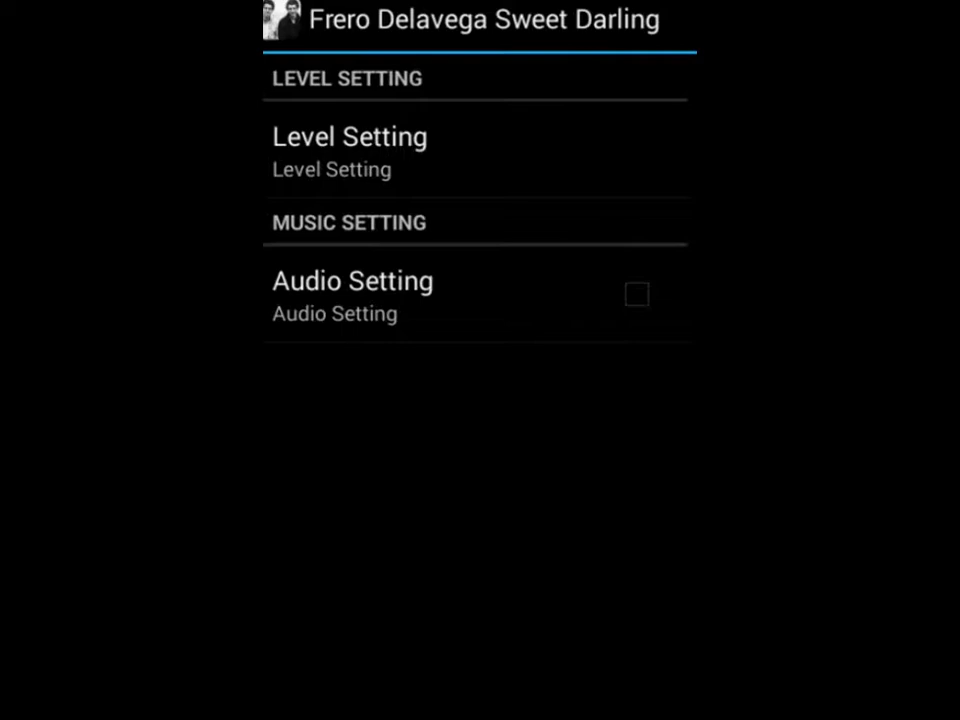 Frero Delavega Sweet Darling
LEVEL SETTING
Level Setting
Level Setting
MUSIC SETTING
Audio Setting
Audio Setting